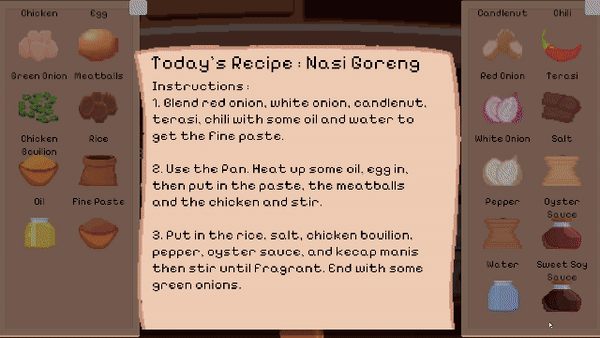 Chicken Egg
Green Onion Meatballs
Chicken Bouilon Rice
Oil Fine Paste
Today's Recipe : Nasi Goreng
Instructions :
1. Blend red onion, white onion, candlenut,
terasi, chili with some oil and water to
get the fine paste.
2. Use the Pan. Heat up some oil, egg in,
then put in the paste, the meatballs
and the chicken and stir.
3. Put in the rice, salt, chicken bouilion,
pepper, oyster sauce, and kecap manis
then stir until fragrant. End with some
green onions.
Candlenut Chili
Red Onion Terasi
White Onion Salt
Pepper Oyster Sauce
Water Sweet Soy Sauce